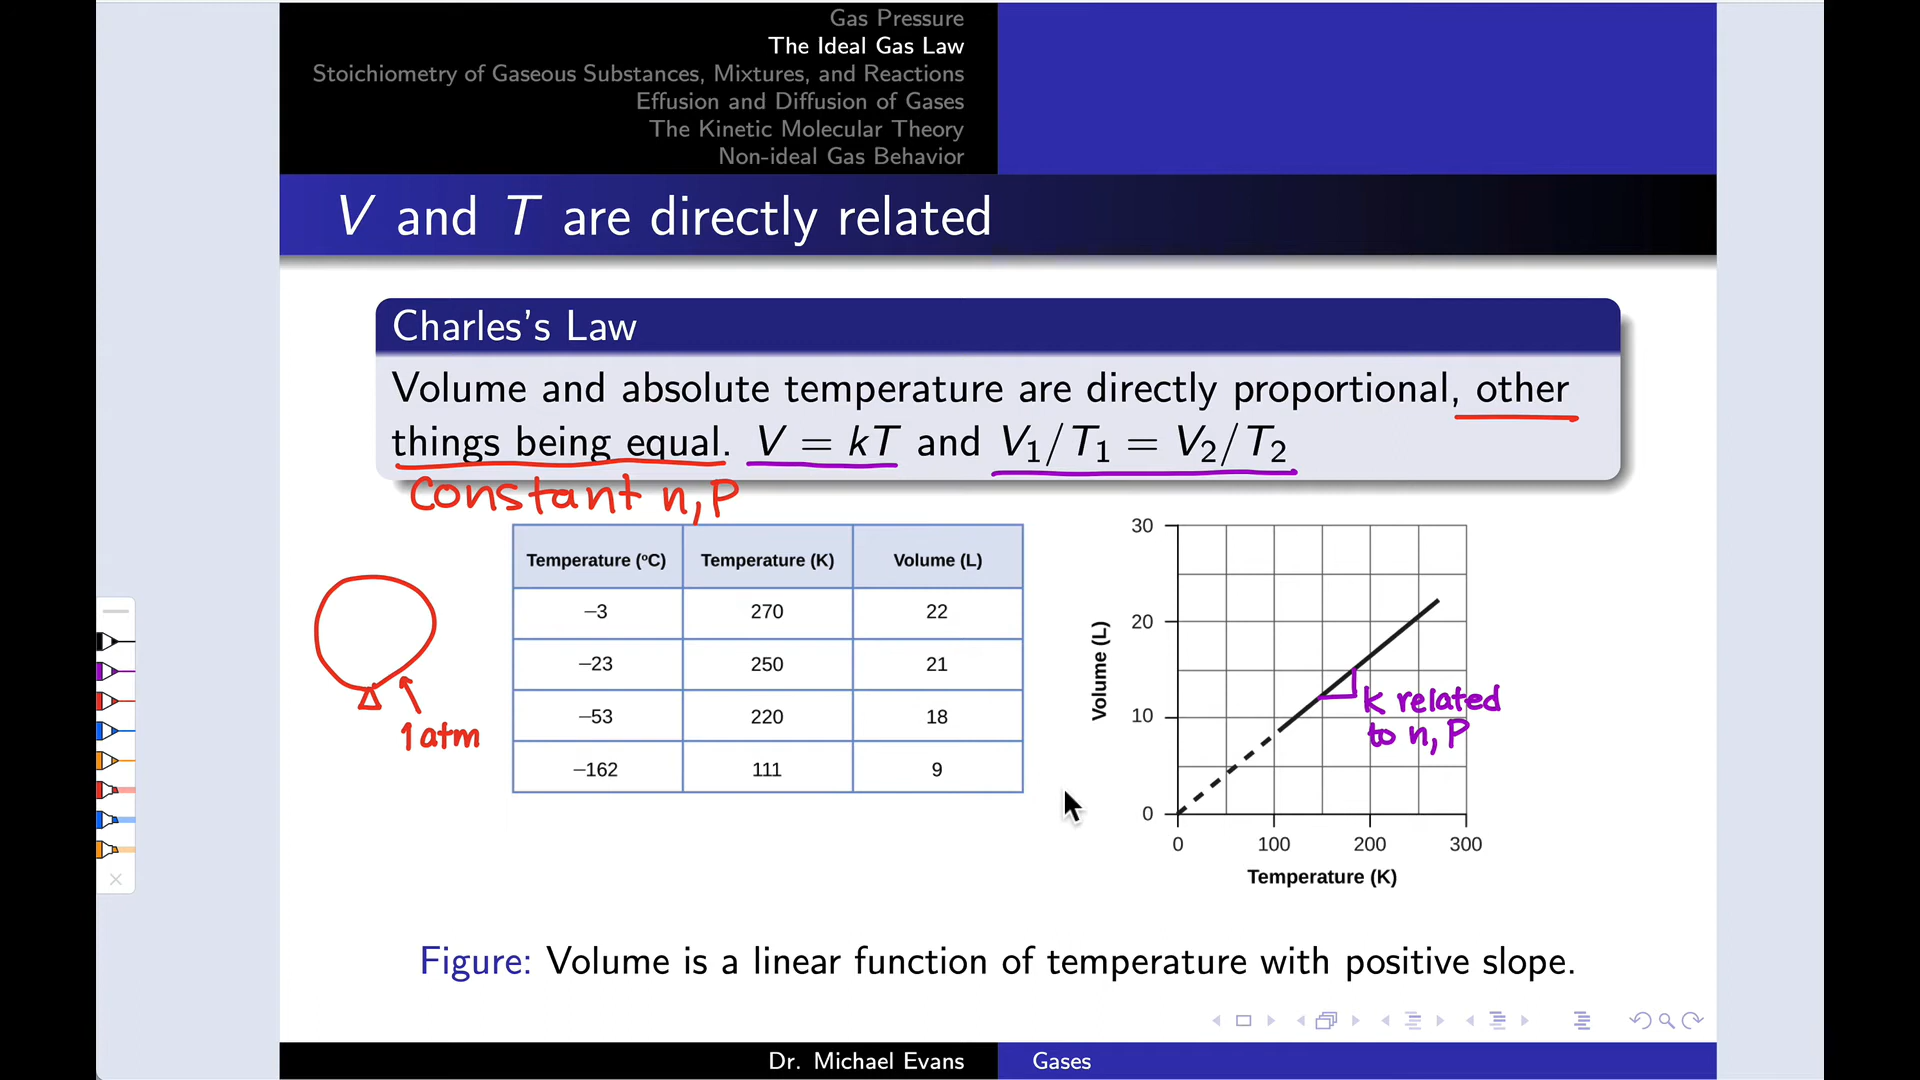 Gas Pressure
The Ideal Gas Law
Stoichiometry of Gaseous Substances, Mixtures, and Reactions
Effusion and Diffusion of Gases
The Kinetic Molecular Theory
Non-ideal Gas Behavior
V and T are directly related
Charles's Law
Volume and absolute temperature are directly proportional, other
things being equal. V = kT and V₁/T₁ = V₂/T₂
Constant n, P
1 atm
Temperature (ºC) Temperature (K) Volume (L)
–3 270 22
–23 250 21
–53 220 18
–162 111 9
30
20
10
0
Volume (L)
k related
to n, P
0 100 200 300
Temperature (K)
Figure: Volume is a linear function of temperature with positive slope.
Dr. Michael Evans Gases